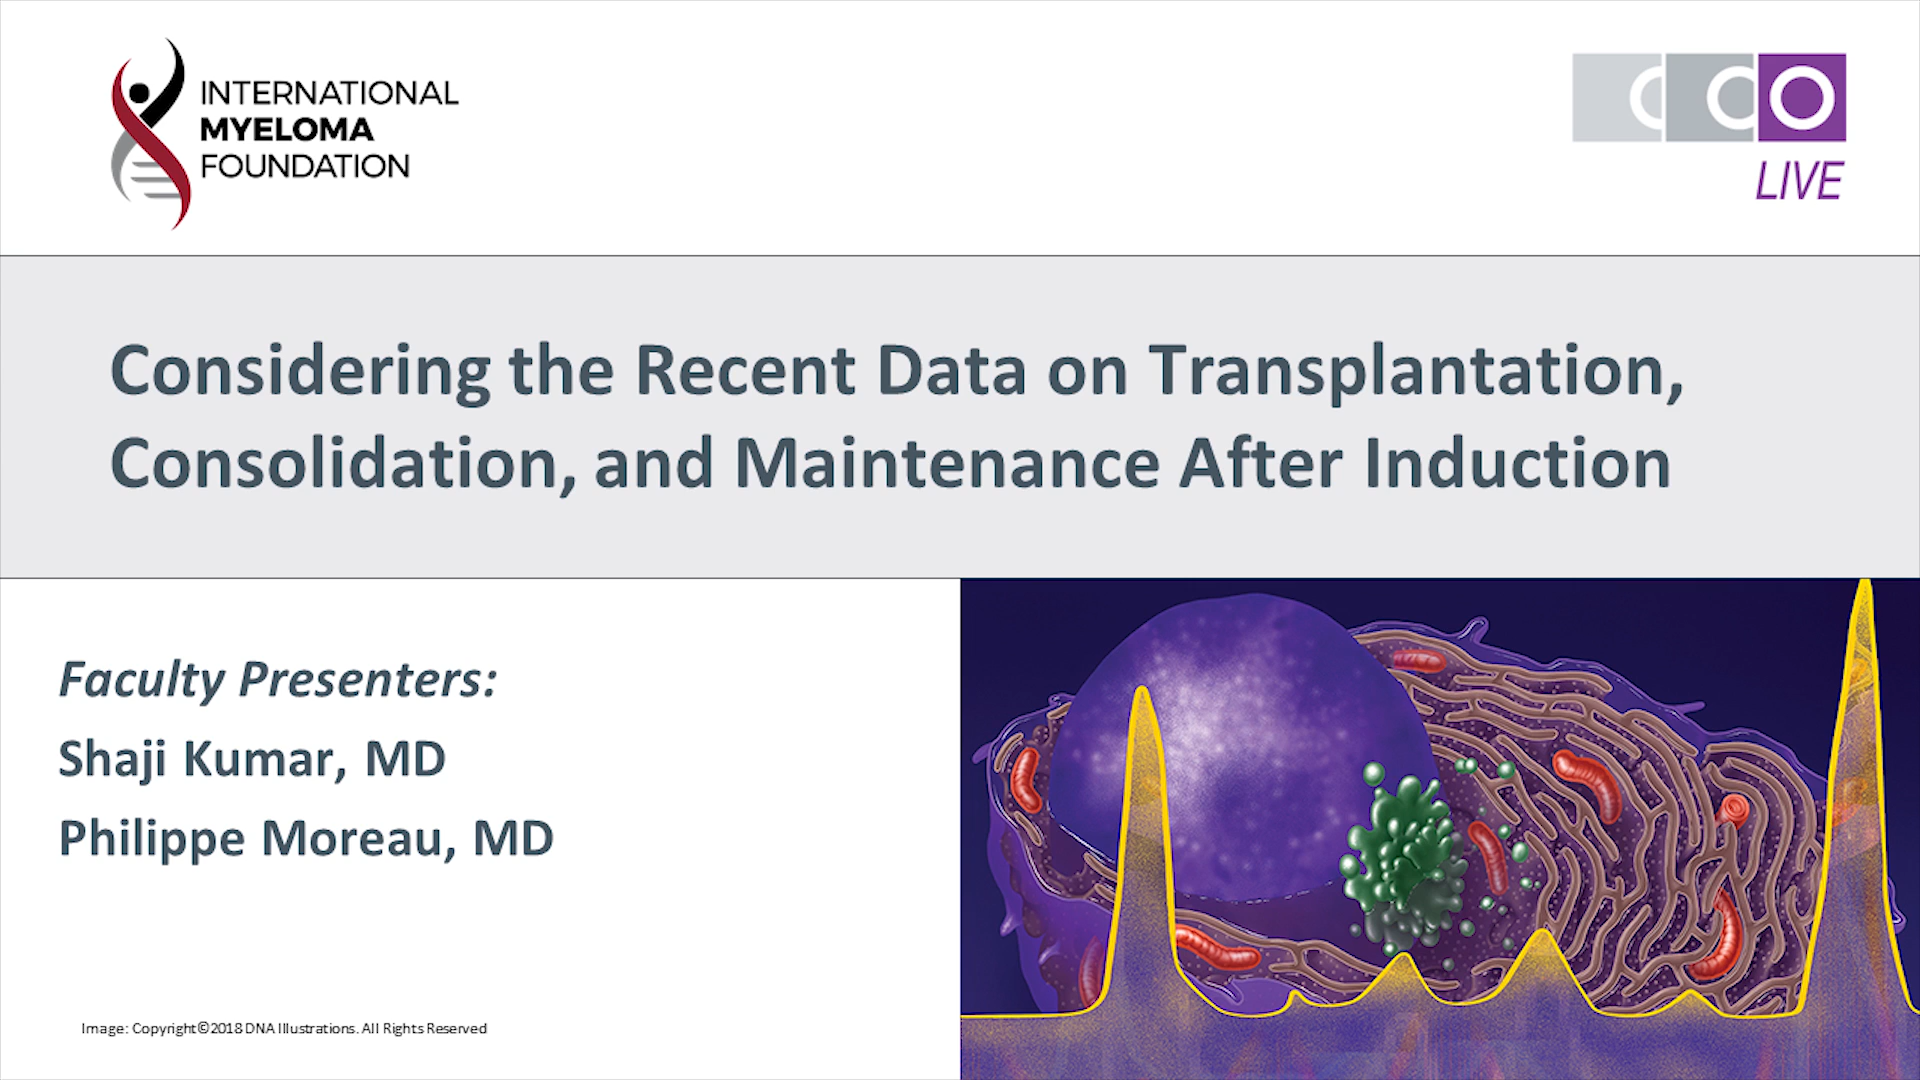 INTERNATIONAL
MYELOMA
FOUNDATION
CCO
LIVE
Considering the Recent Data on Transplantation,
Consolidation, and Maintenance After Induction
Faculty Presenters:
Shaji Kumar, MD
Philippe Moreau, MD
Image: Copyright©2018 DNA Illustrations. All Rights Reserved